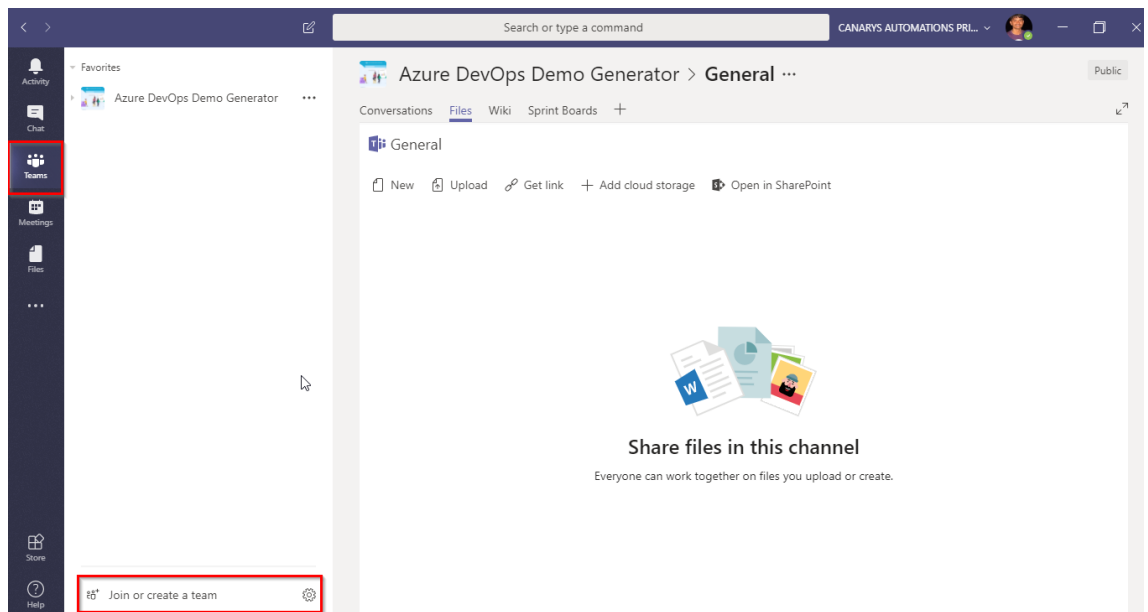 Search or type a command
CANARYS AUTOMATIONS PRI...
Activity
Chat
Teams
Meetings
Files
Store
Help
Favorites
Azure DevOps Demo Generator ...
Join or create a team
Azure DevOps Demo Generator > General ...
Public
Conversations Files Wiki Sprint Boards +
General
New Upload Get link + Add cloud storage Open in SharePoint
W
Share files in this channel
Everyone can work together on files you upload or create.